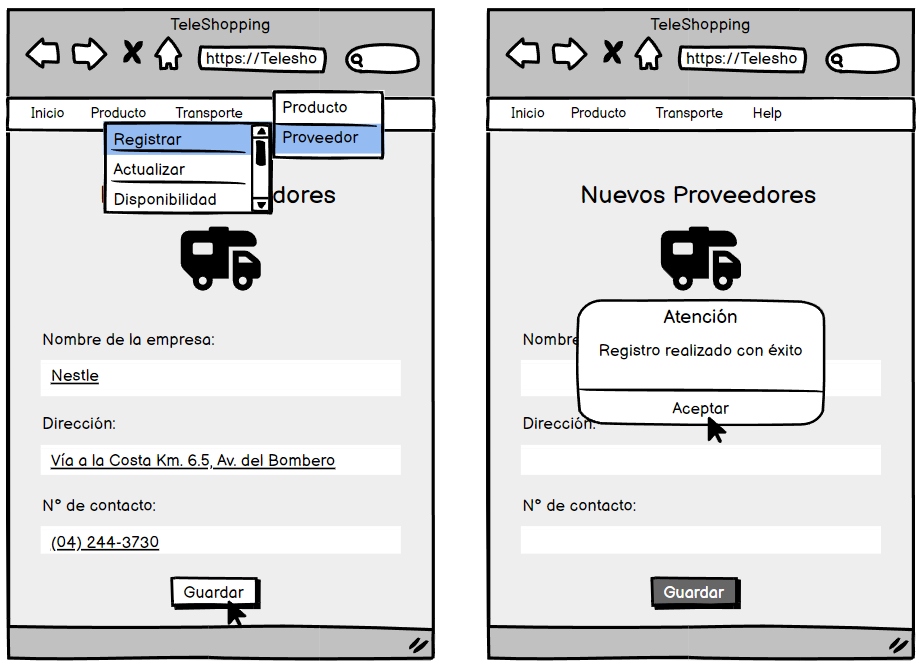 TeleShopping
https://Telesho
Inicio
Producto
Transporte
Producto
Proveedor
Registrar
Actualizar
Disponibilidad
dores
Nombre de la empresa:
Nestle
Dirección:
Vía a la Costa Km. 6.5, Av. del Bombero
N° de contacto:
(04) 244-3730
Guardar
TeleShopping
https://Telesho
Inicio
Producto
Transporte
Help
Nuevos Proveedores
Atención
Nombre
Registro realizado con éxito
Aceptar
Dirección:
N° de contacto:
Guardar